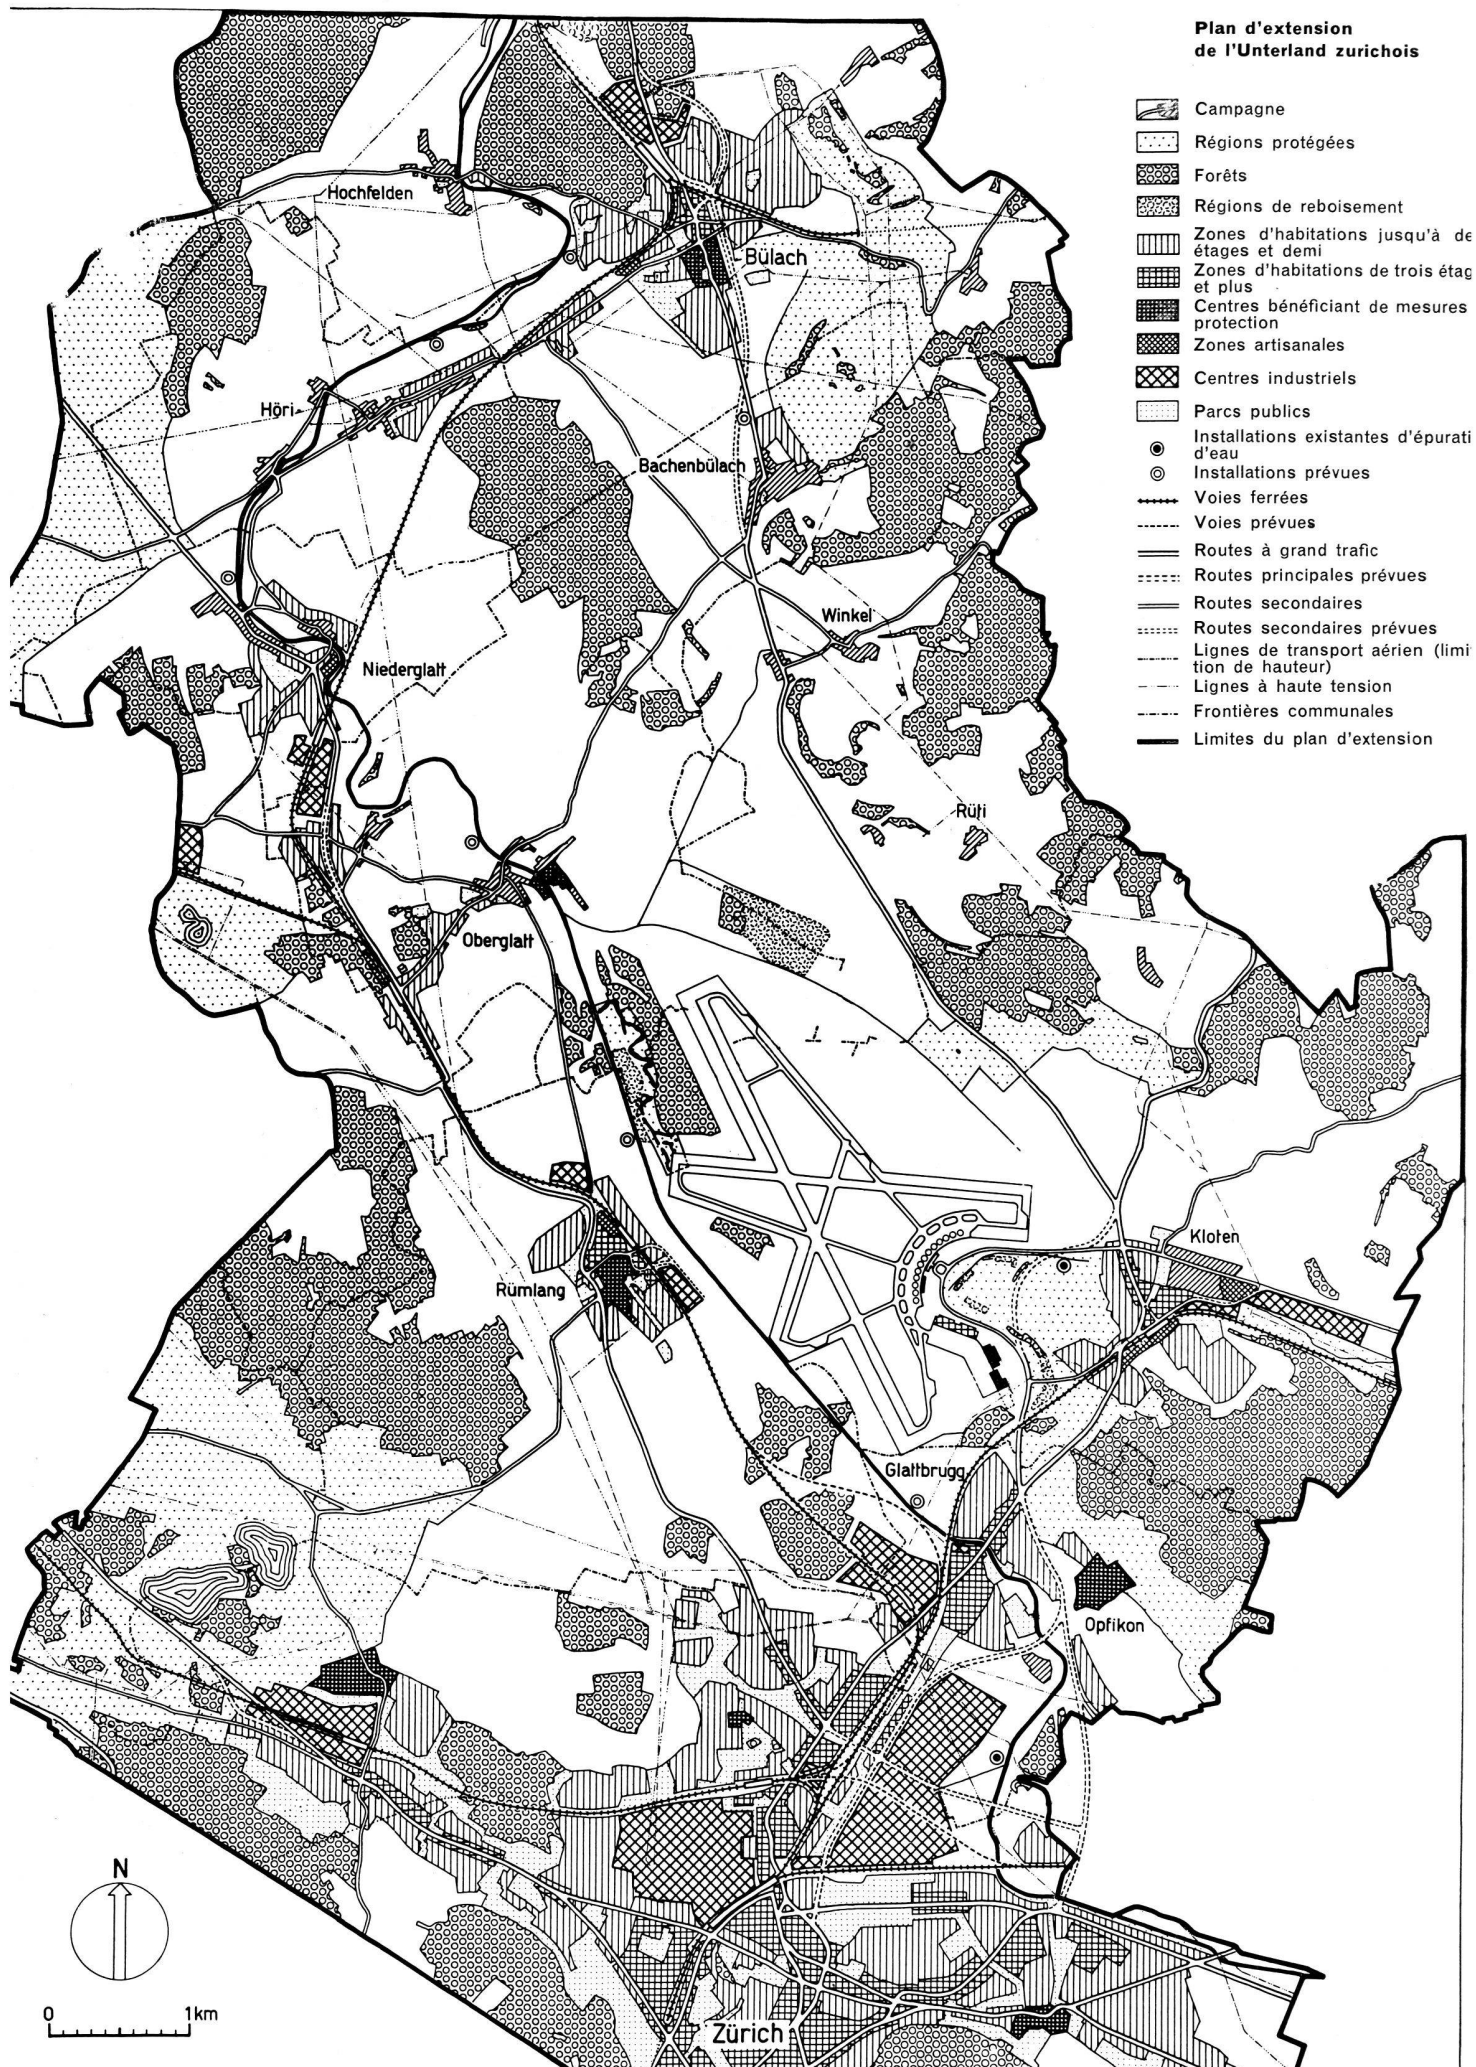 Plan d'extension
de l'Unterland zurichois
Campagne
Régions protégées
Forêts
Régions de reboisement
Zones d'habitations jusqu'à de
étages et demi
Zones d'habitations de trois étag
et plus
Centres bénéficiant de mesures
protection
Zones artisanales
Centres industriels
Parcs publics
Installations existantes d'épurati
d'eau
Installations prévues
Voies ferrées
Voies prévues
Routes à grand trafic
Routes principales prévues
Routes secondaires
Routes secondaires prévues
Lignes de transport aérien (limi
tion de hauteur)
Lignes à haute tension
Frontières communales
Limites du plan d'extension
Hochfelden
Bülach
Höri
Bachenbülach
Winkel
Niederglatt
Rüti
Oberglatt
Kloten
Rümlang
Glattbrugg
Opfikon
N
0 1km
Zürich